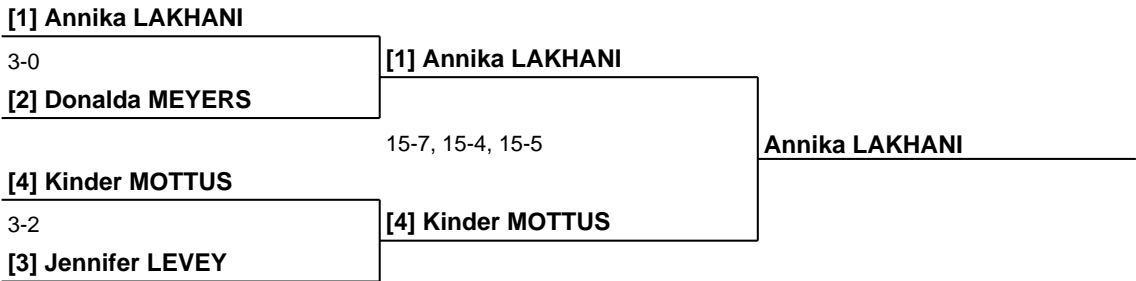 [1] Annika LAKHANI
3-0
[1] Annika LAKHANI
[2] Donalda MEYERS
15-7, 15-4, 15-5
Annika LAKHANI
[4] Kinder MOTTUS
3-2
[4] Kinder MOTTUS
[3] Jennifer LEVEY